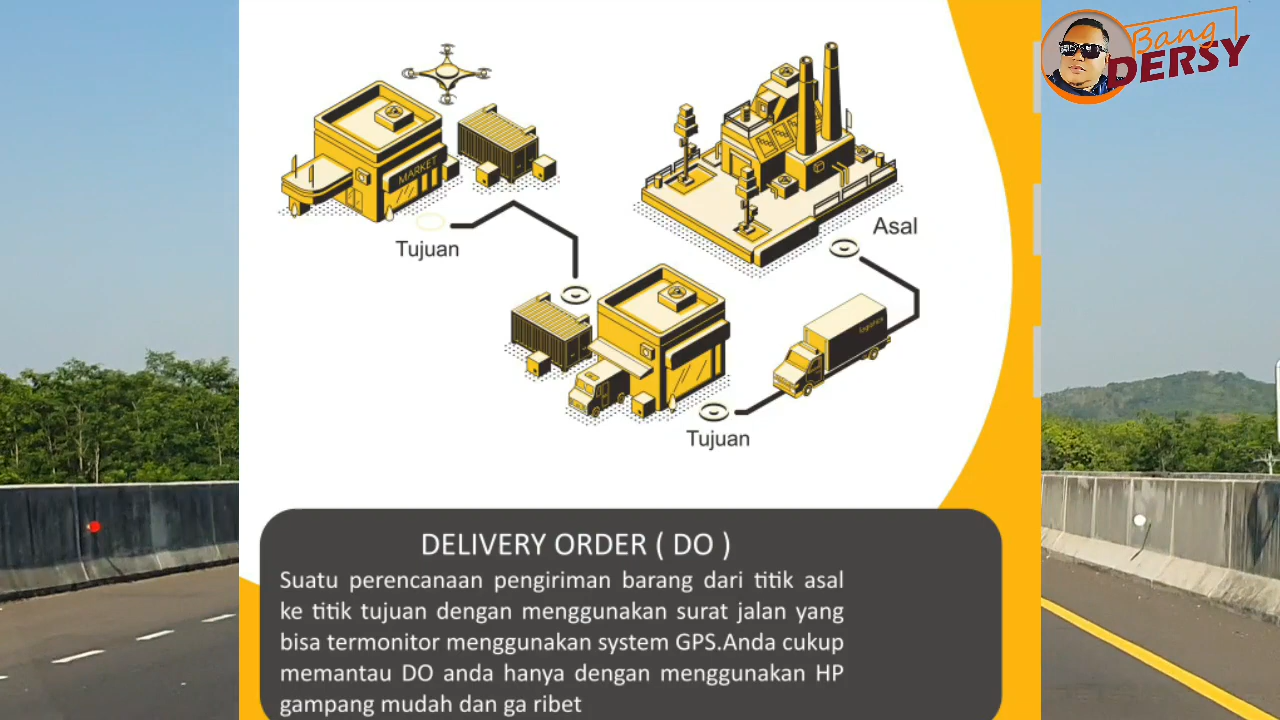 Bang
DERSY
MARKET
Asal
Tujuan
logistics
Tujuan
DELIVERY ORDER ( DO )
Suatu perencanaan pengiriman barang dari titik asal
ke titik tujuan dengan menggunakan surat jalan yang
bisa termonitor menggunakan system GPS.Anda cukup
memantau DO anda hanya dengan menggunakan HP
gampang mudah dan ga ribet